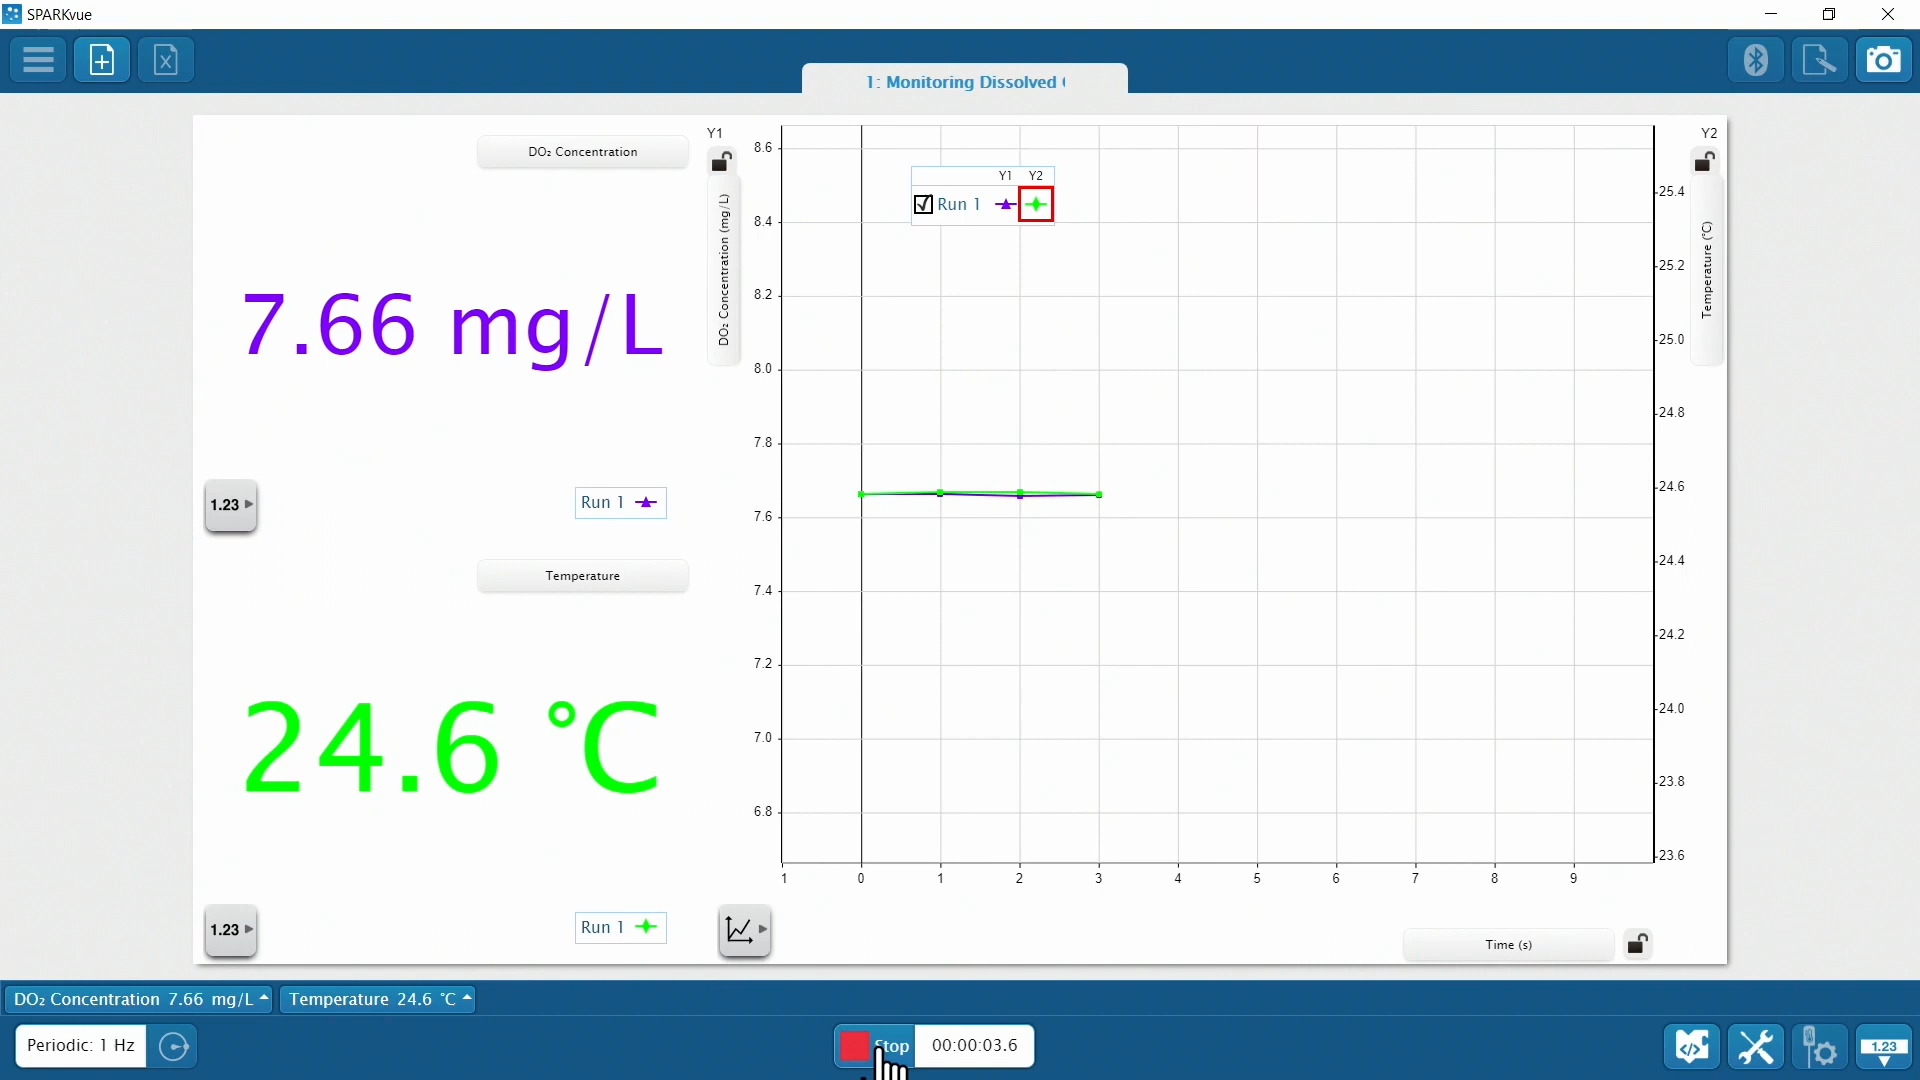 SPARKvue
1: Monitoring Dissolved
DO₂ Concentration
7.66 mg/L
1.23
Run 1
Temperature
24.6 °C
1.23
Run 1
Y1
DO₂ Concentration (mg/L)
8.6
8.4
8.2
8.0
7.8
7.6
7.4
7.2
7.0
6.8
Y1 Y2
Run 1
1 0 1 2 3 4 5 6 7 8 9
Time (s)
Y2
Temperature (°C)
25.4
25.2
25.0
24.8
24.6
24.4
24.2
24.0
23.8
23.6
DO₂ Concentration 7.66 mg/L
Temperature 24.6 °C
Periodic: 1 Hz
Stop
00:00:03.6
1.23